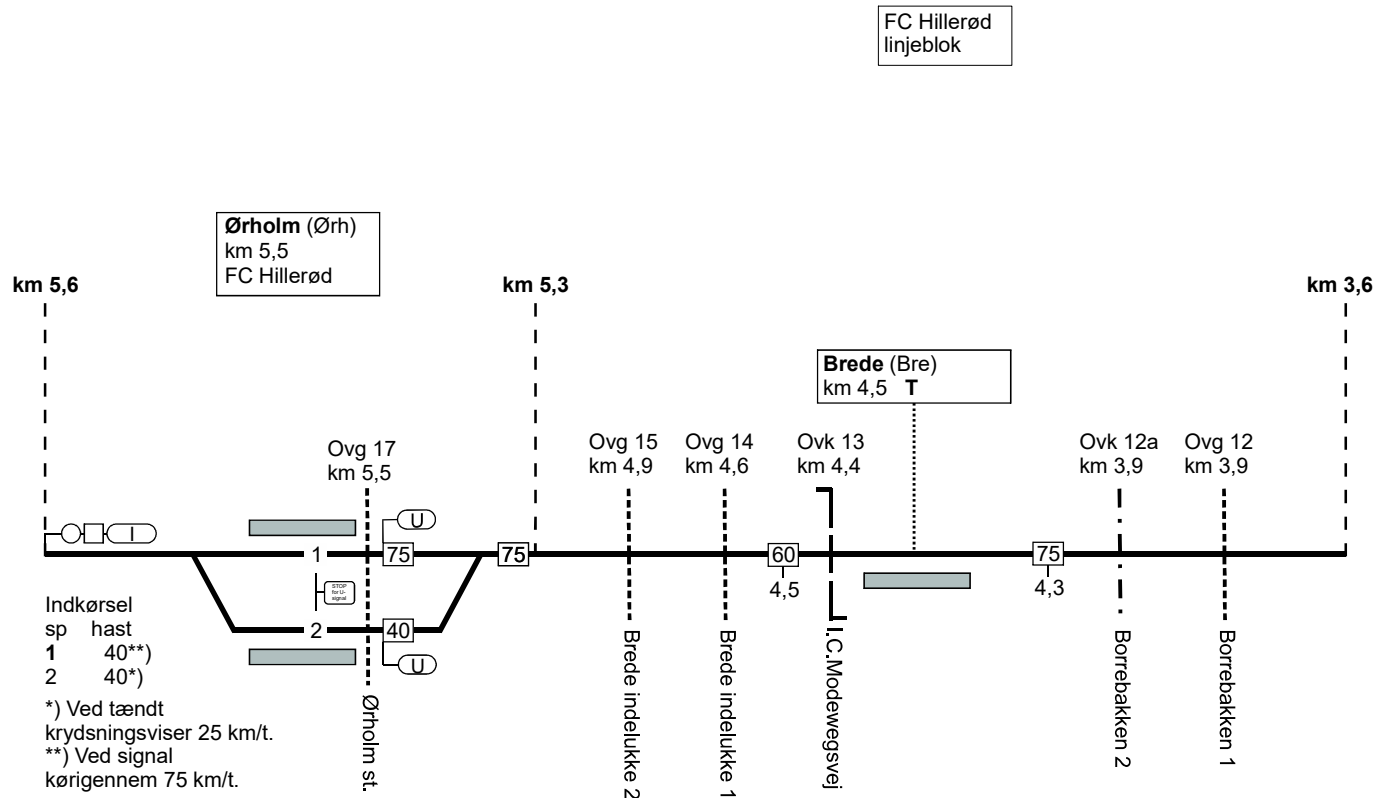 FC Hillerød
linjeblok
Ørholm (Ørh)
km 5,5
FC Hillerød
km 5,6
km 5,3
km 3,6
Brede (Bre)
km 4,5 T
Ovg 17
km 5,5
Ovg 15
km 4,9
Ovg 14
km 4,6
Ovk 13
km 4,4
Ovk 12a
km 3,9
Ovg 12
km 3,9
I
U
1
75
75
60
4,5
75
4,3
STOP
for U-
signal
2
40
U
Indkørsel
sp hast
1 40**)
2 40*)
*) Ved tændt
krydsningsviser 25 km/t.
**) Ved signal
kørigennem 75 km/t.
Ørholm st.
Brede indelukke 2
Brede indelukke 1
I.C.Modewegsvej
Borrebakken 2
Borrebakken 1